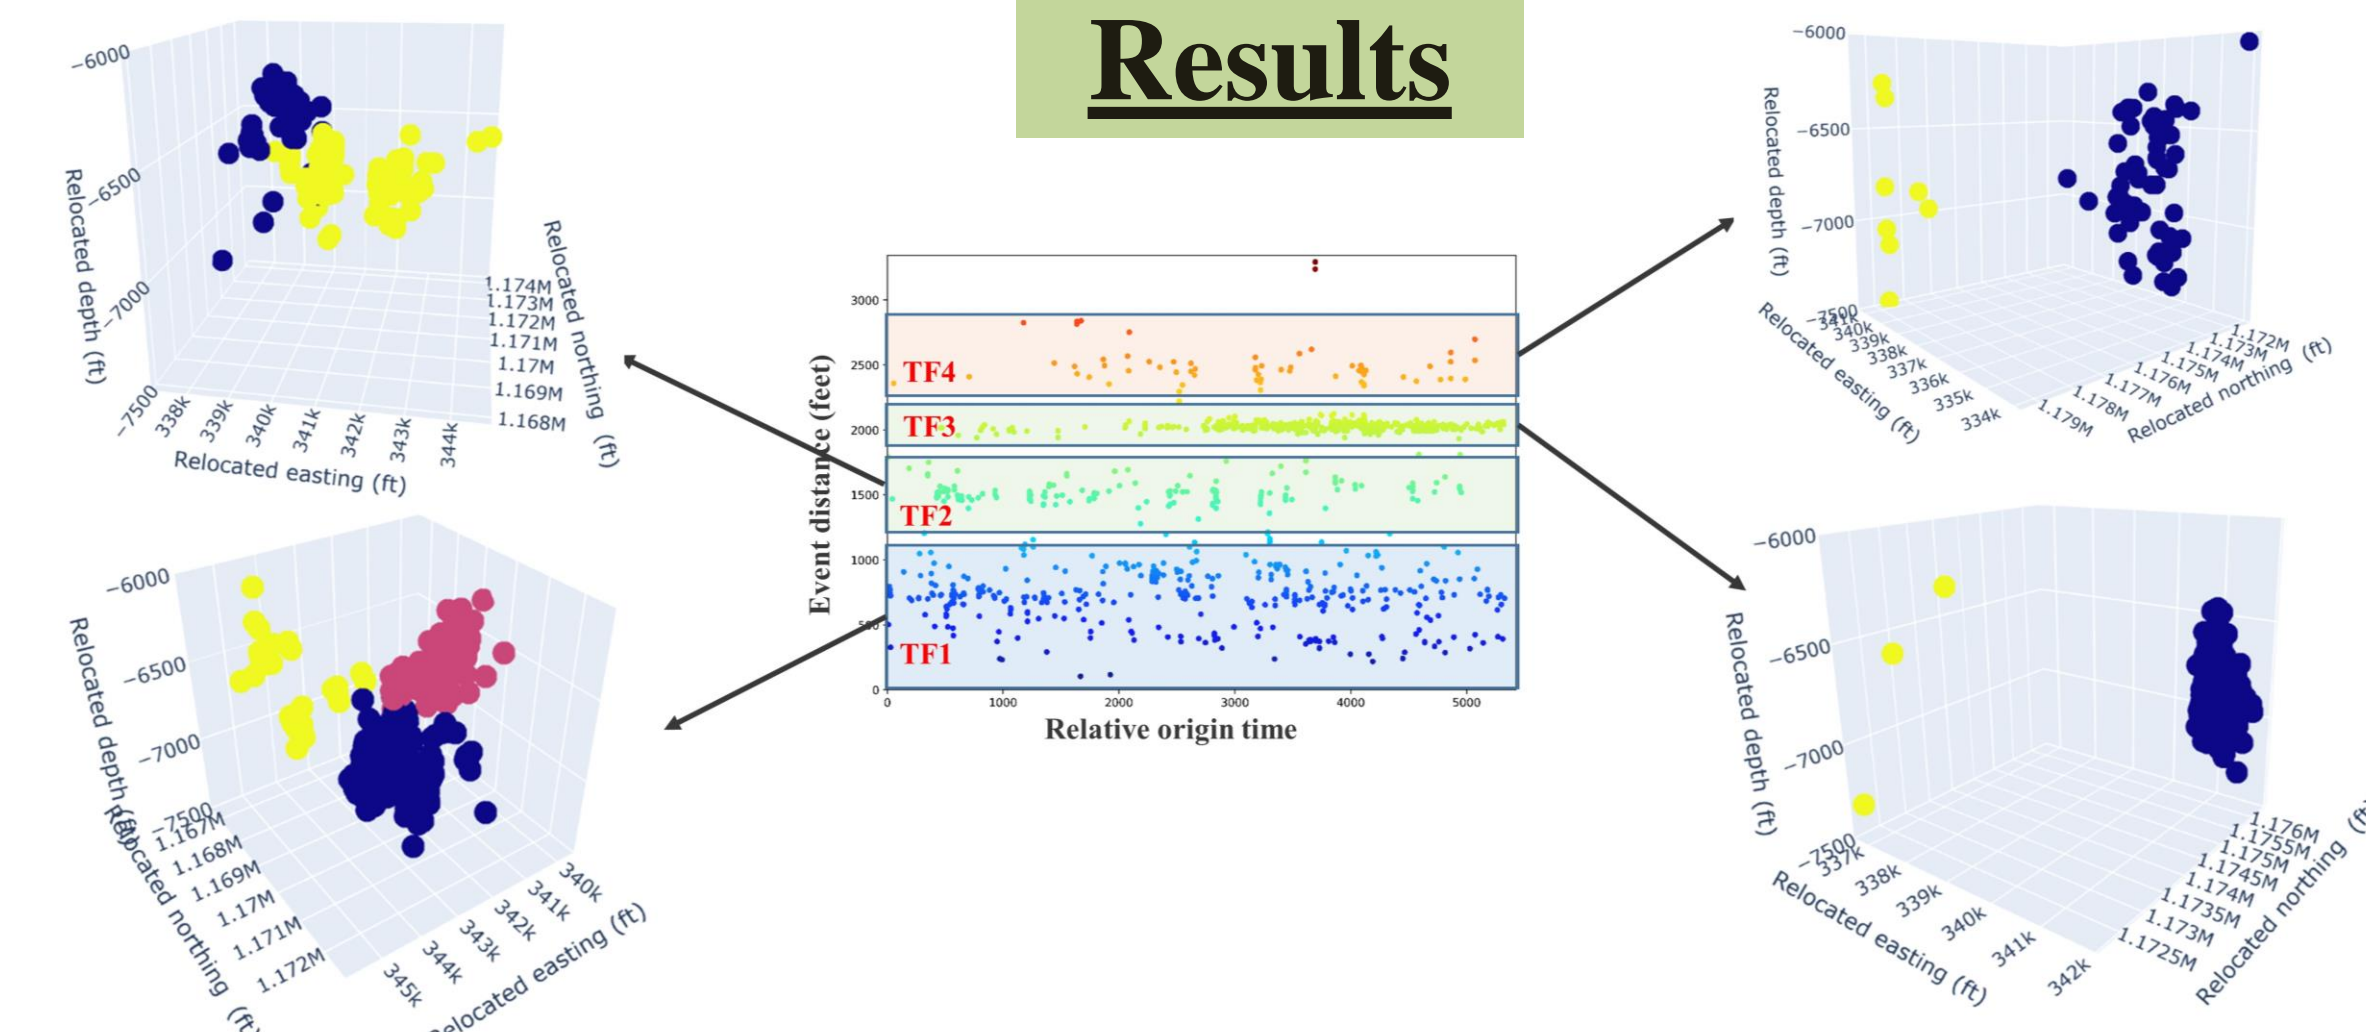 Results
−6000
−6500
−7000
−7500
Relocated depth (ft)
338k
339k
340k
341k
342k
343k
344k
Relocated easting (ft)
1.174M
1.173M
1.172M
1.171M
1.17M
1.169M
1.168M
Relocated northing (ft)
−6000
−6500
−7000
−7500
Relocated depth (ft)
341k
340k
339k
338k
337k
336k
335k
334k
Relocated easting (ft)
1.172M
1.173M
1.174M
1.175M
1.176M
1.177M
1.178M
1.179M
Relocated northing (ft)
3000
2500
2000
1500
1000
500
0
Event distance (feet)
TF4
TF3
TF2
TF1
0
1000
2000
3000
4000
5000
Relative origin time
−6000
−6500
−7000
−7500
Relocated depth (ft)
1.167M
1.168M
1.169M
1.17M
1.171M
1.172M
Relocated northing (ft)
340k
341k
342k
343k
344k
345k
Relocated easting (ft)
−6000
−6500
−7000
−7500
Relocated depth (ft)
337k
338k
339k
340k
341k
342k
Relocated easting (ft)
1.176M
1.1755M
1.175M
1.1745M
1.174M
1.1735M
1.173M
1.1725M
Relocated northing (ft)